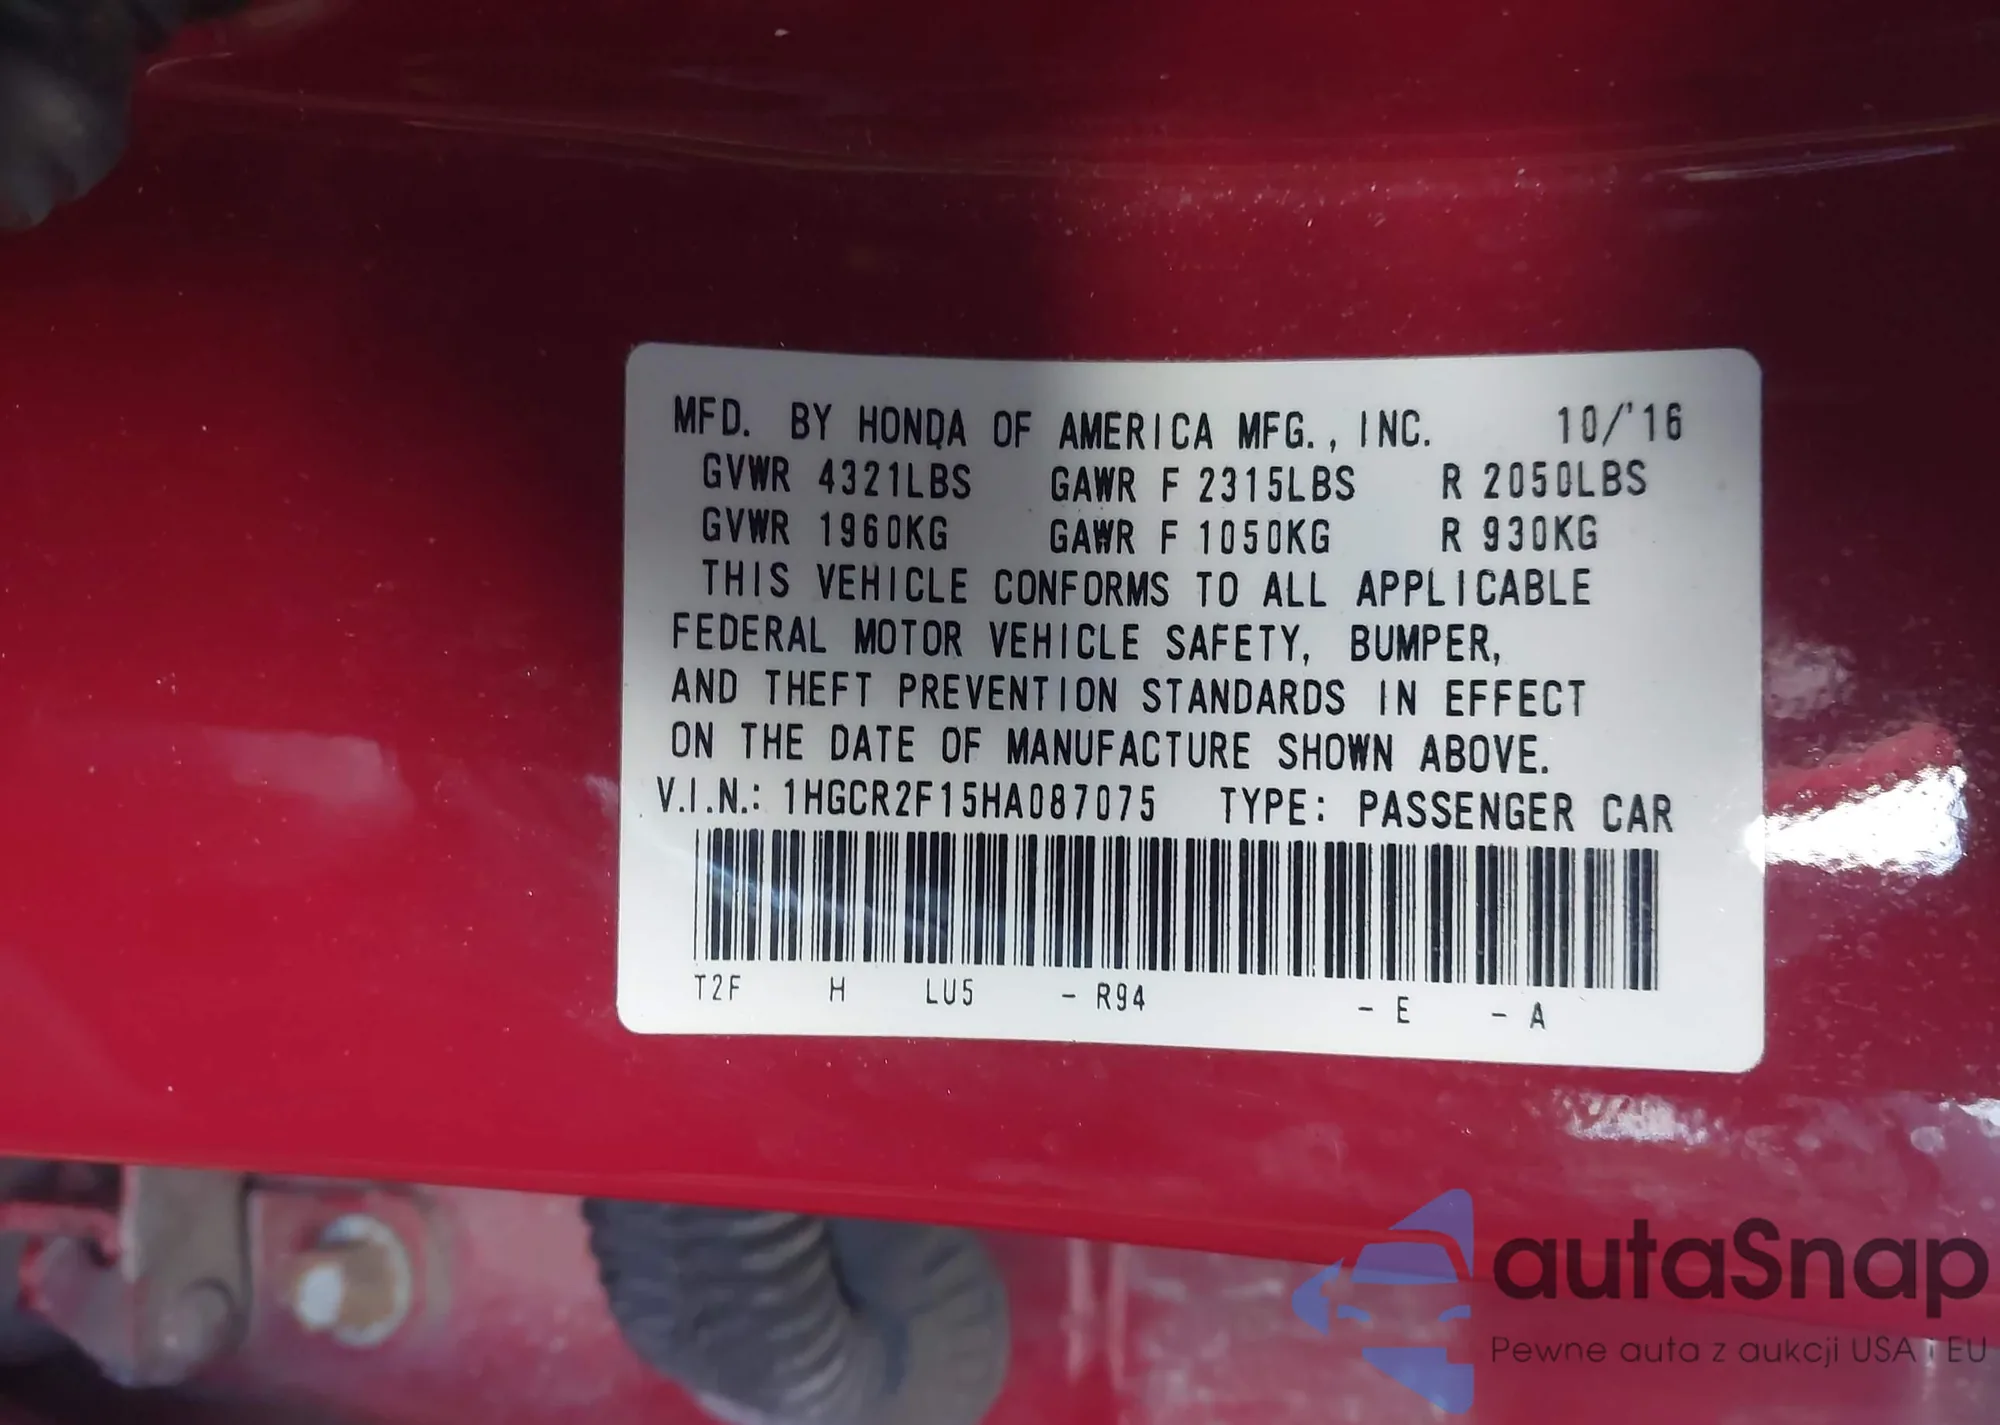 MFD. BY HONDA OF AMERICA MFG., INC. 10/'16
GVWR 4321LBS GAWR F 2315LBS R 2050LBS
GVWR 1960KG GAWR F 1050KG R 930KG
THIS VEHICLE CONFORMS TO ALL APPLICABLE
FEDERAL MOTOR VEHICLE SAFETY, BUMPER,
AND THEFT PREVENTION STANDARDS IN EFFECT
ON THE DATE OF MANUFACTURE SHOWN ABOVE.
V.I.N.: 1HGCR2F15HA087075 TYPE: PASSENGER CAR
T2F H LU5 - R94 - E - A
autaSnap
Pewne auta z aukcji USA i EU